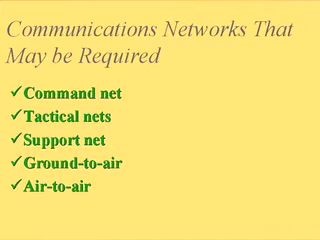 Communications Networks That
May be Required
✓Command net
✓Tactical nets
✓Support net
✓Ground-to-air
✓Air-to-air